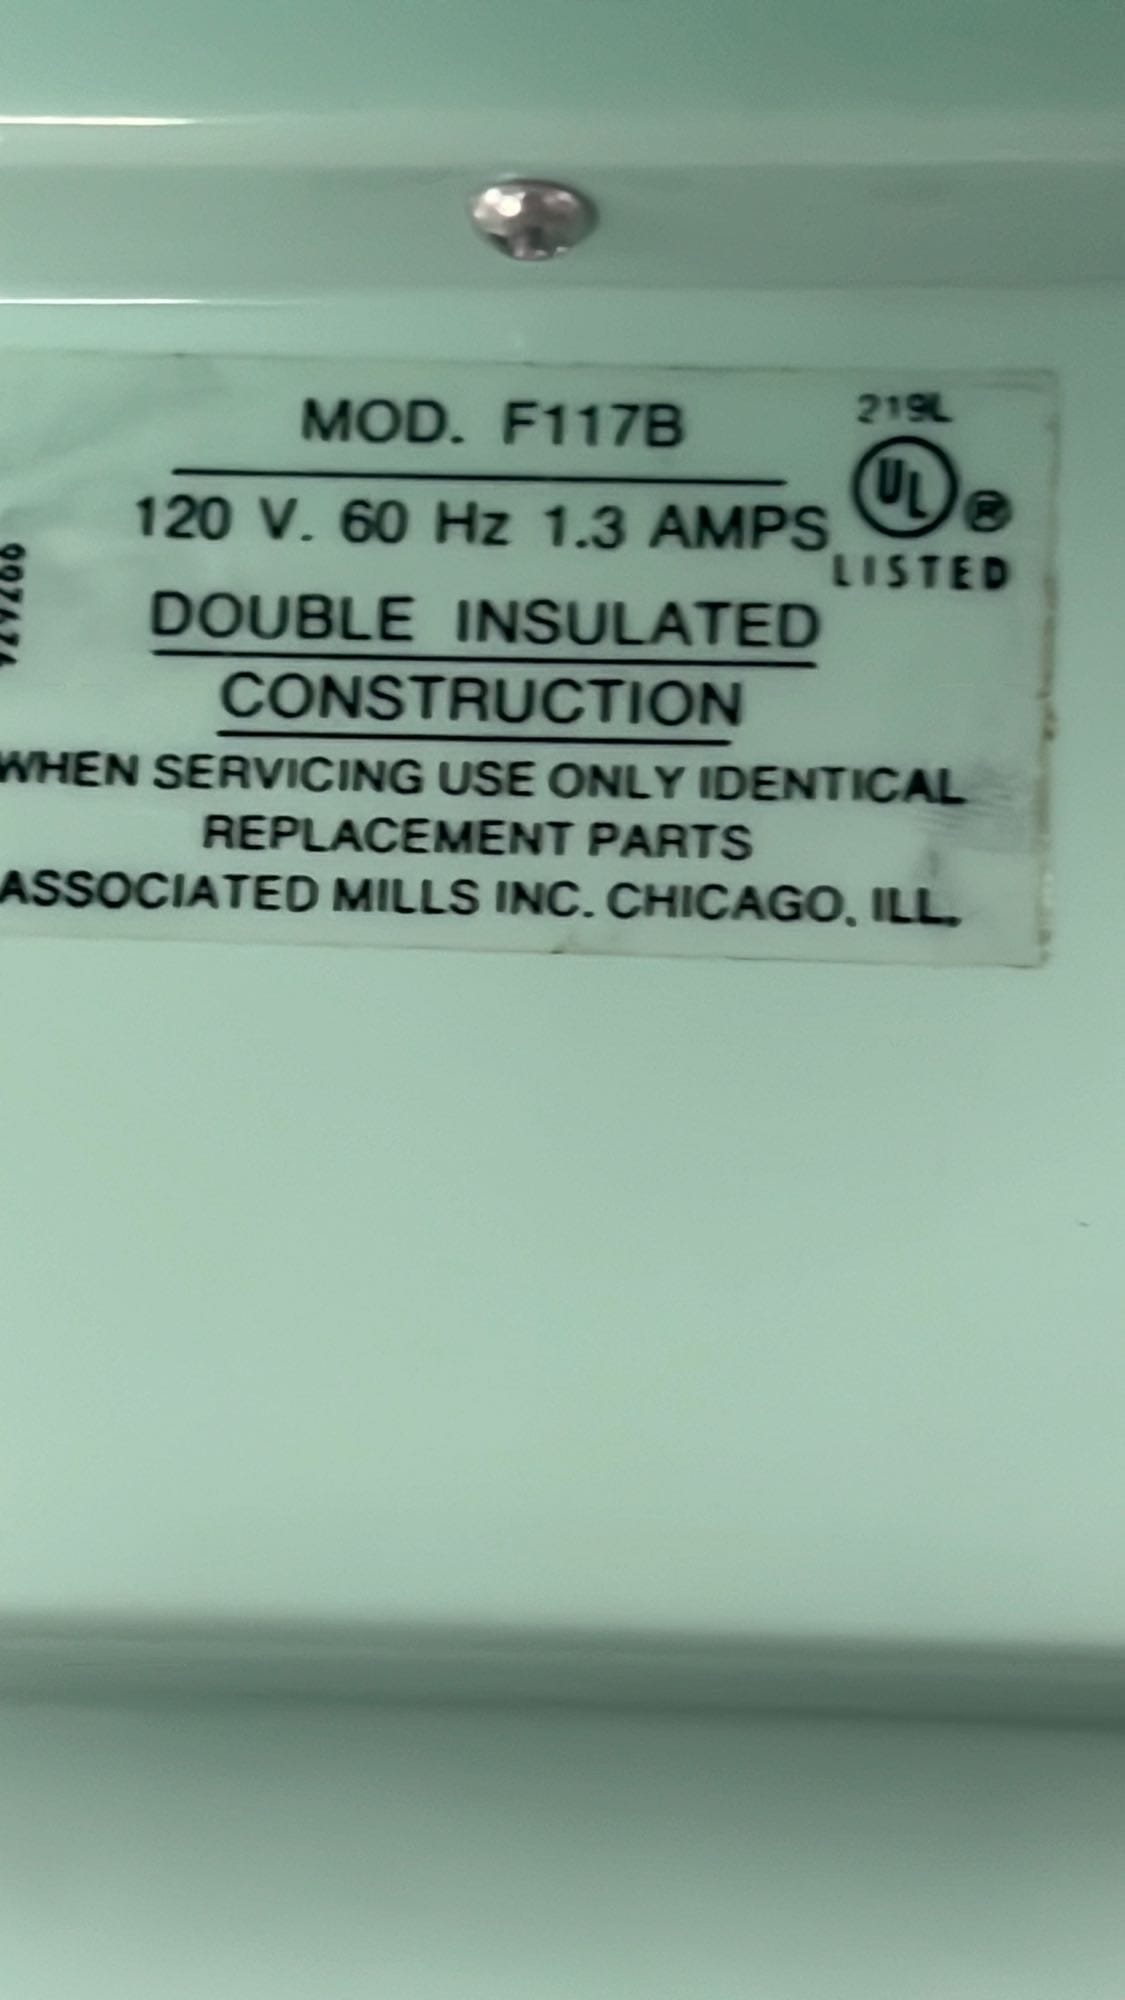 MOD. F117B
219L
UL ®
120 V. 60 Hz 1.3 AMPS
LISTED
DOUBLE INSULATED
CONSTRUCTION
WHEN SERVICING USE ONLY IDENTICAL
REPLACEMENT PARTS
ASSOCIATED MILLS INC. CHICAGO, ILL.